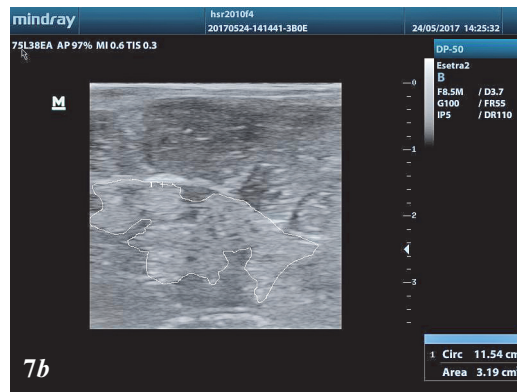 mindray
hsr2010f4
20170524-141441-3B0E
24/05/2017 14:25:32
75L38EA AP 97% MI 0.6 TIS 0.3
DP-50
Esetra2
B
F8.5M / D3.7
G100 / FR55
IP5 / DR110
M
0
1
2
3
1 Circ 11.54 cm
Area 3.19 cm²
7b